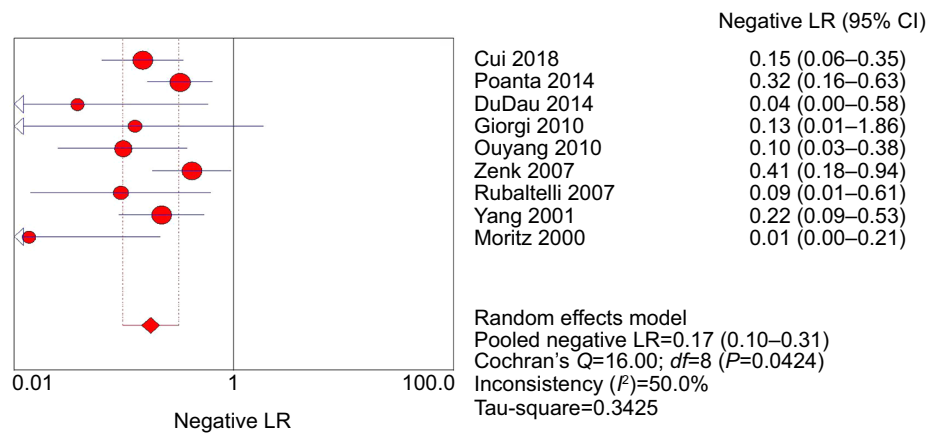 Negative LR (95% CI)
Cui 2018 0.15 (0.06–0.35)
Poanta 2014 0.32 (0.16–0.63)
DuDau 2014 0.04 (0.00–0.58)
Giorgi 2010 0.13 (0.01–1.86)
Ouyang 2010 0.10 (0.03–0.38)
Zenk 2007 0.41 (0.18–0.94)
Rubaltelli 2007 0.09 (0.01–0.61)
Yang 2001 0.22 (0.09–0.53)
Moritz 2000 0.01 (0.00–0.21)
Random effects model
Pooled negative LR=0.17 (0.10–0.31)
Cochran’s Q=16.00; df=8 (P=0.0424)
Inconsistency (I²)=50.0%
Tau-square=0.3425
0.01 1 100.0
Negative LR